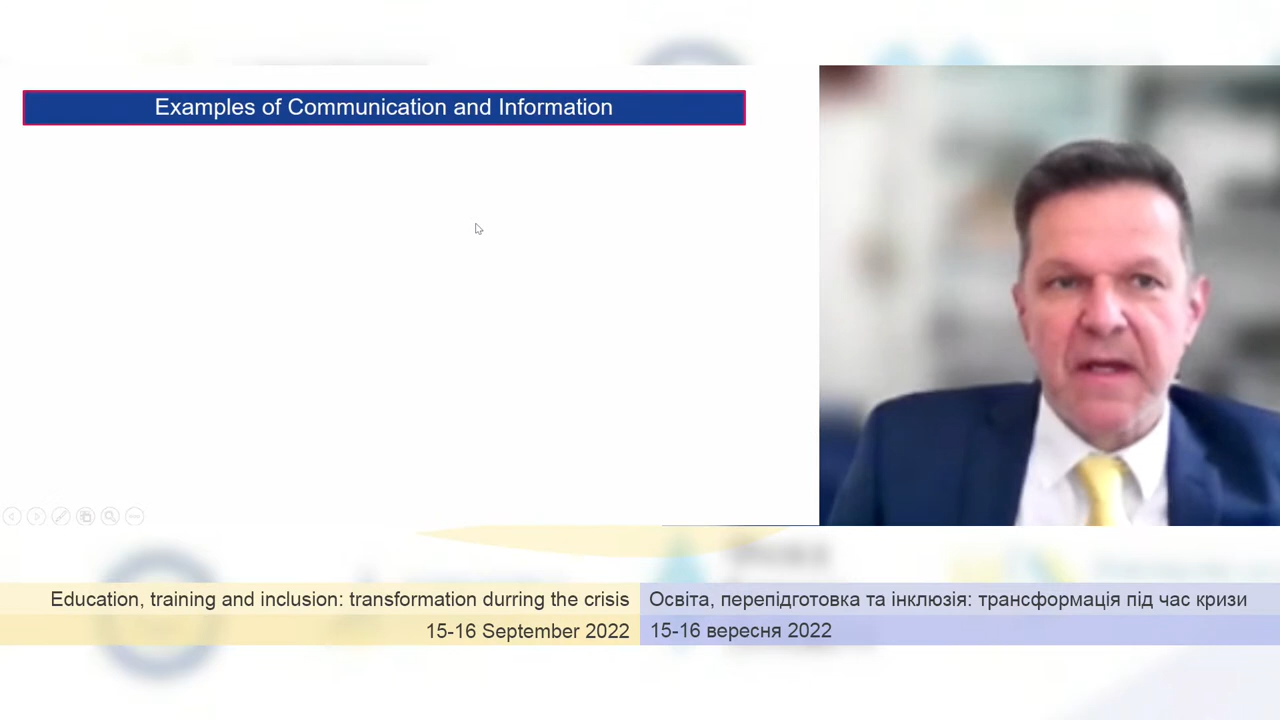 Examples of Communication and Information
Education, training and inclusion: transformation durring the crisis
15-16 September 2022
Освіта, перепідготовка та інклюзія: трансформація під час кризи
15-16 вересня 2022